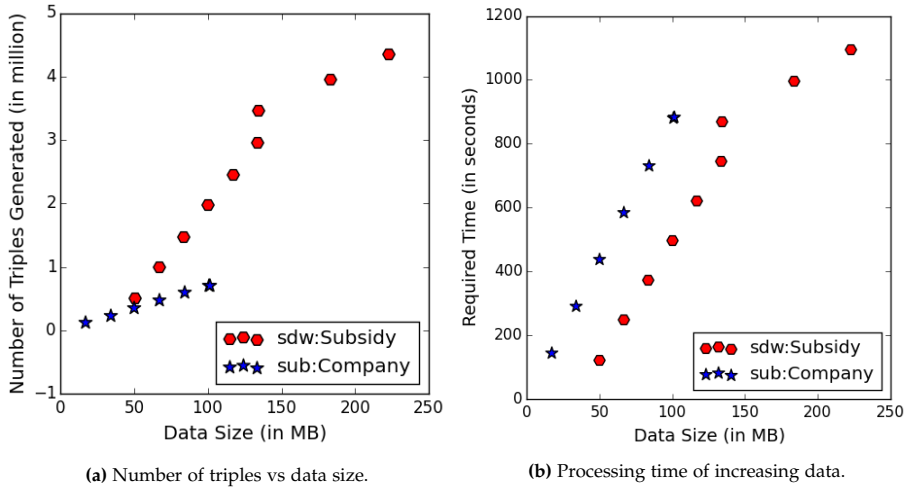 5
4
3
2
1
0
−1
0 50 100 150 200 250
Number of Triples Generated (in million)
Data Size (in MB)
sdw:Subsidy
sub:Company
(a) Number of triples vs data size.
1200
1000
800
600
400
200
0
0 50 100 150 200 250
Required Time (in seconds)
Data Size (in MB)
sdw:Subsidy
sub:Company
(b) Processing time of increasing data.